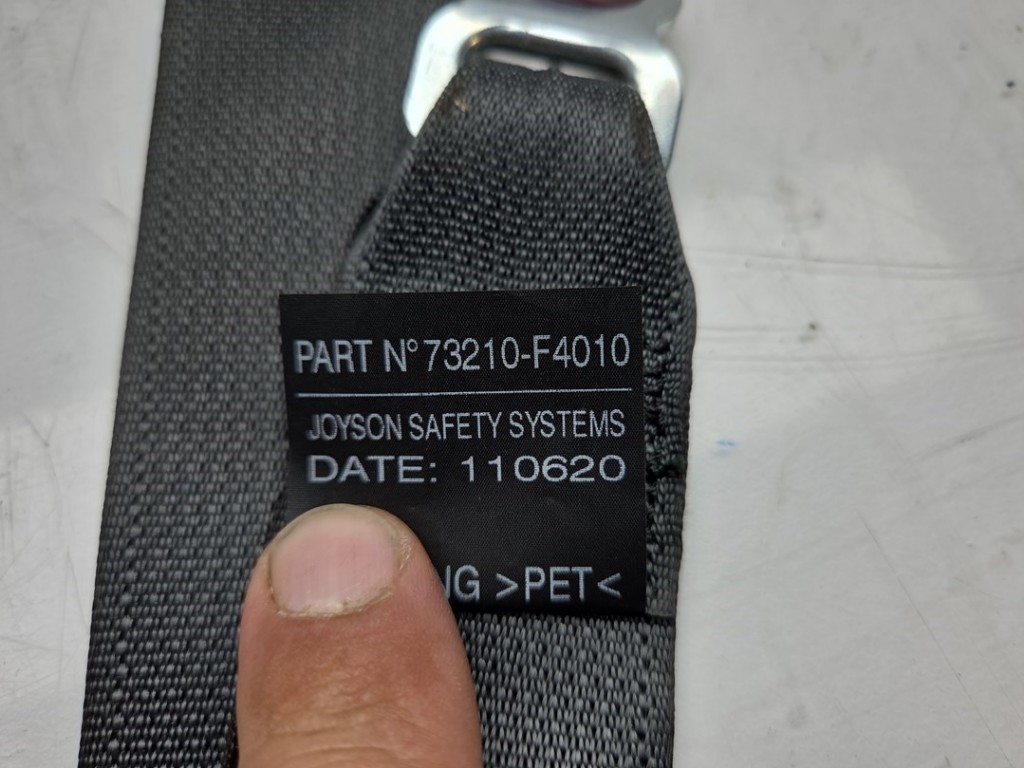 PART N° 73210-F4010
JOYSON SAFETY SYSTEMS
DATE: 110620
>PET<